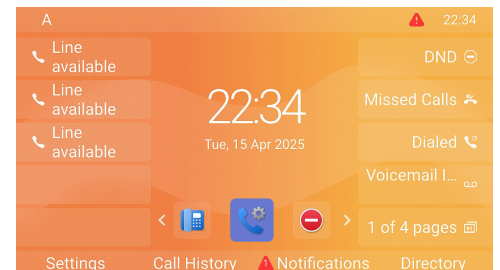 A
22:34
Line
available
Line
available
Line
available
22:34
Tue, 15 Apr 2025
DND
Missed Calls
Dialed
Voicemail I...
1 of 4 pages
Settings
Call History
Notifications
Directory